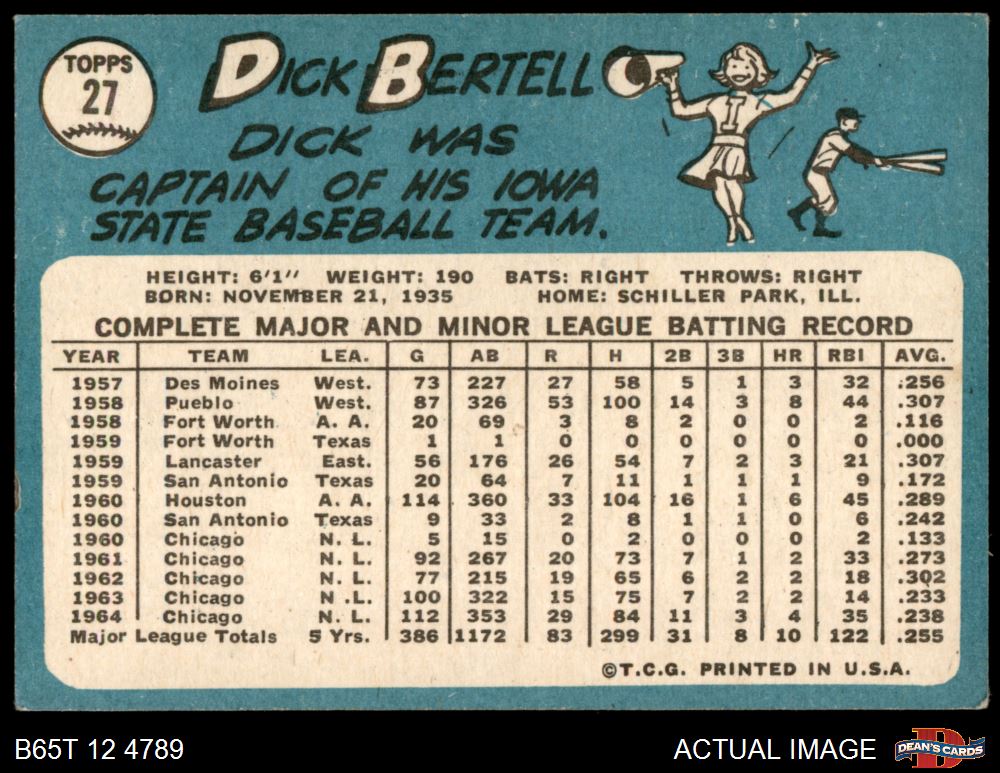 TOPPS
27
DICK BERTELL
DICK WAS
CAPTAIN OF HIS IOWA
STATE BASEBALL TEAM.
I
HEIGHT: 6'1" WEIGHT: 190 BATS: RIGHT THROWS: RIGHT
BORN: NOVEMBER 21, 1935 HOME: SCHILLER PARK, ILL.
COMPLETE MAJOR AND MINOR LEAGUE BATTING RECORD
YEAR TEAM LEA. G AB R H 2B 3B HR RBI AVG.
1957 Des Moines West. 73 227 27 58 5 1 3 32 .256
1958 Pueblo West. 87 326 53 100 14 3 8 44 .307
1958 Fort Worth A. A. 20 69 3 8 2 0 0 2 .116
1959 Fort Worth Texas 1 1 0 0 0 0 0 0 .000
1959 Lancaster East. 56 176 26 54 7 2 3 21 .307
1959 San Antonio Texas 20 64 7 11 1 1 1 9 .172
1960 Houston A. A. 114 360 33 104 16 1 6 45 .289
1960 San Antonio Texas 9 33 2 8 1 1 0 6 .242
1960 Chicago N. L. 5 15 0 2 0 0 0 2 .133
1961 Chicago N. L. 92 267 20 73 7 1 2 33 .273
1962 Chicago N. L. 77 215 19 65 6 2 2 18 .302
1963 Chicago N .L. 100 322 15 75 7 2 2 14 .233
1964 Chicago N. L. 112 353 29 84 11 3 4 35 .238
Major League Totals 5 Yrs. 386 1172 83 299 31 8 10 122 .255
©T.C.G. PRINTED IN U.S.A.
B65T 12 4789 ACTUAL IMAGE D DEAN'S CARDS